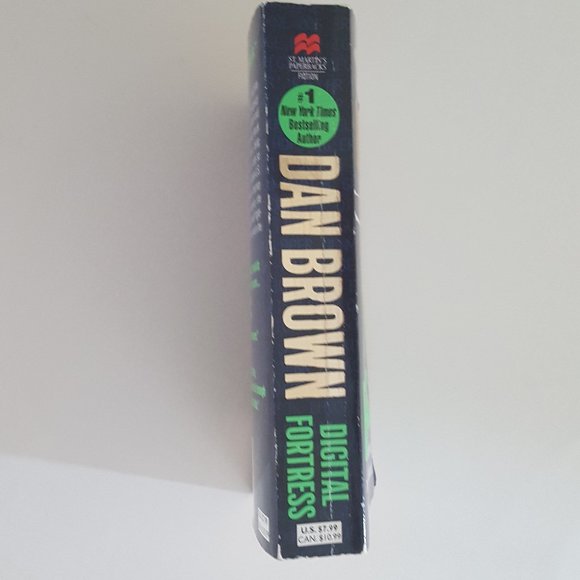 ST. MARTIN'S
PAPERBACKS
FICTION
#1
New York Times
Bestselling
Author
DAN BROWN
DIGITAL
FORTRESS
U.S. $7.99
CAN. $10.99